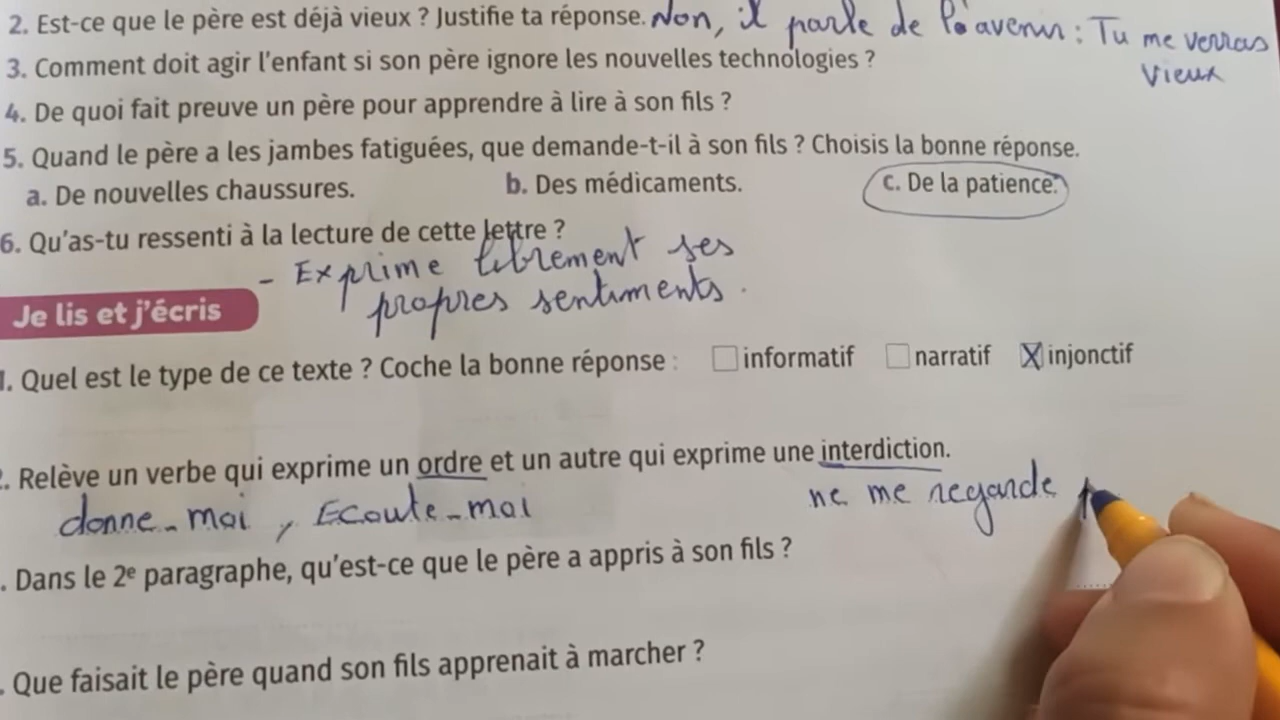 2. Est-ce que le père est déjà vieux ? Justifie ta réponse. Non, il parle de l'avenir : Tu me verras
vieux
3. Comment doit agir l'enfant si son père ignore les nouvelles technologies ?
4. De quoi fait preuve un père pour apprendre à lire à son fils ?
5. Quand le père a les jambes fatiguées, que demande-t-il à son fils ? Choisis la bonne réponse.
a. De nouvelles chaussures. b. Des médicaments. c. De la patience.
6. Qu'as-tu ressenti à la lecture de cette lettre ?
- Exprime librement ses
propres sentiments.
Je lis et j'écris
1. Quel est le type de ce texte ? Coche la bonne réponse : informatif narratif injonctif
. Relève un verbe qui exprime un ordre et un autre qui exprime une interdiction.
donne-moi, Ecoute-moi ne me regarde
. Dans le 2e paragraphe, qu'est-ce que le père a appris à son fils ?
. Que faisait le père quand son fils apprenait à marcher ?